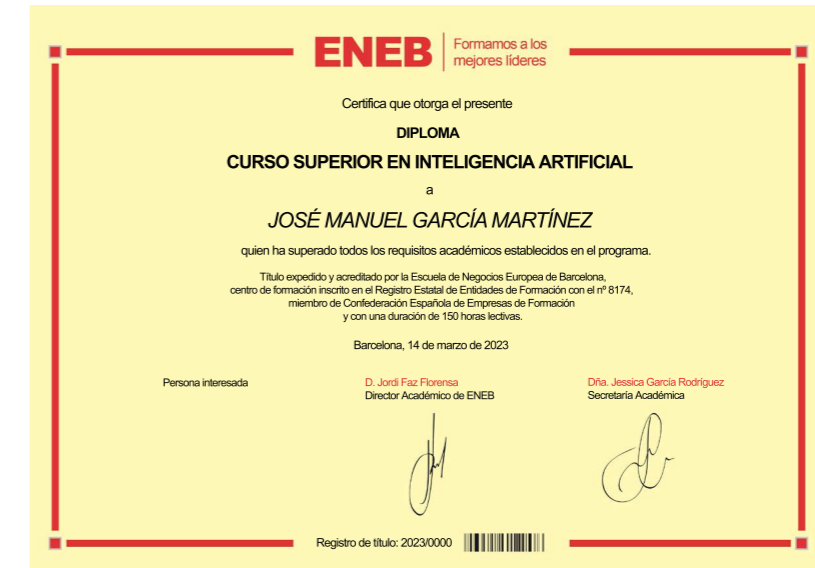 ENEB
Formamos a los
mejores líderes
Certifica que otorga el presente
DIPLOMA
CURSO SUPERIOR EN INTELIGENCIA ARTIFICIAL
a
JOSÉ MANUEL GARCÍA MARTÍNEZ
quien ha superado todos los requisitos académicos establecidos en el programa.
Título expedido y acreditado por la Escuela de Negocios Europea de Barcelona,
centro de formación inscrito en el Registro Estatal de Entidades de Formación con el nº 8174,
miembro de Confederación Española de Empresas de Formación
y con una duración de 150 horas lectivas.
Barcelona, 14 de marzo de 2023
Persona interesada
D. Jordi Faz Florensa
Director Académico de ENEB
Dña. Jessica García Rodríguez
Secretaría Académica
Registro de título: 2023/0000